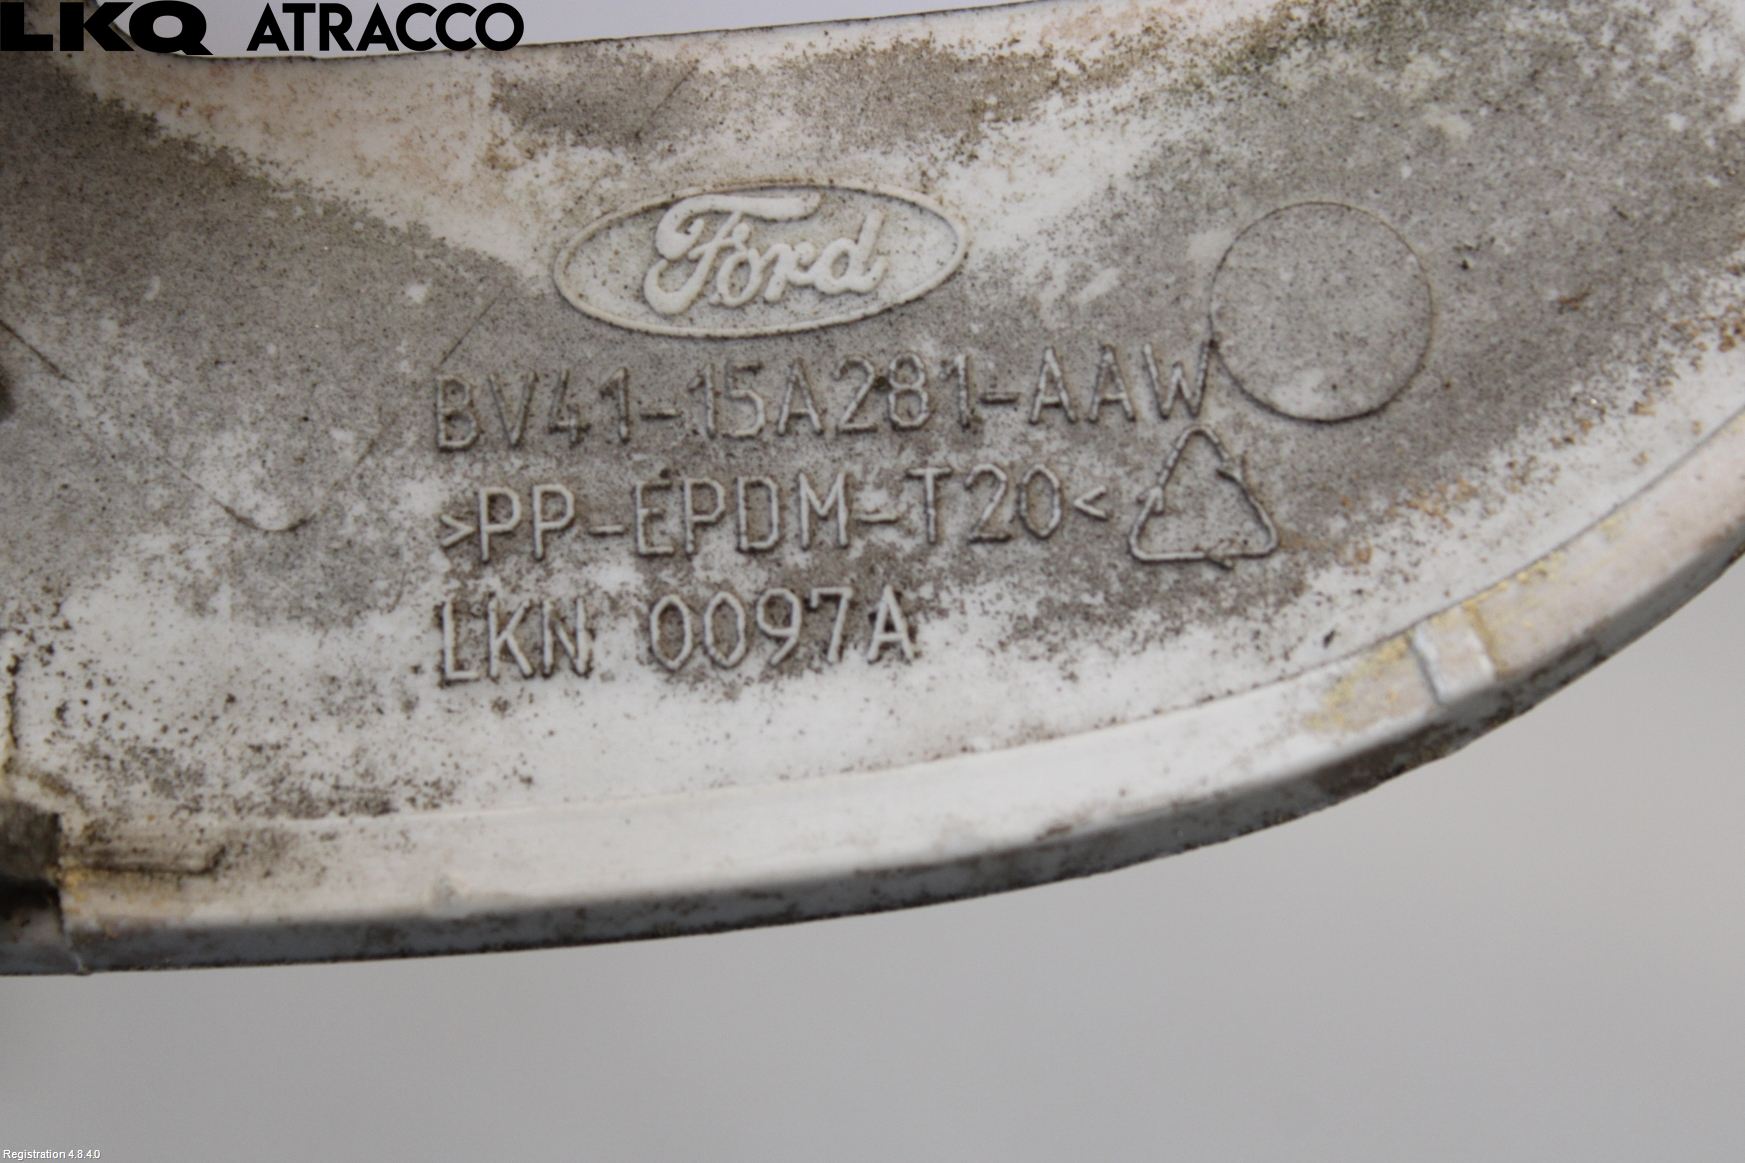 LKQ ATRACCO
Ford
BV41-15A281-AAW
>PP-EPDM-T20<
LKN 0097A
Registration 4.8.4.0